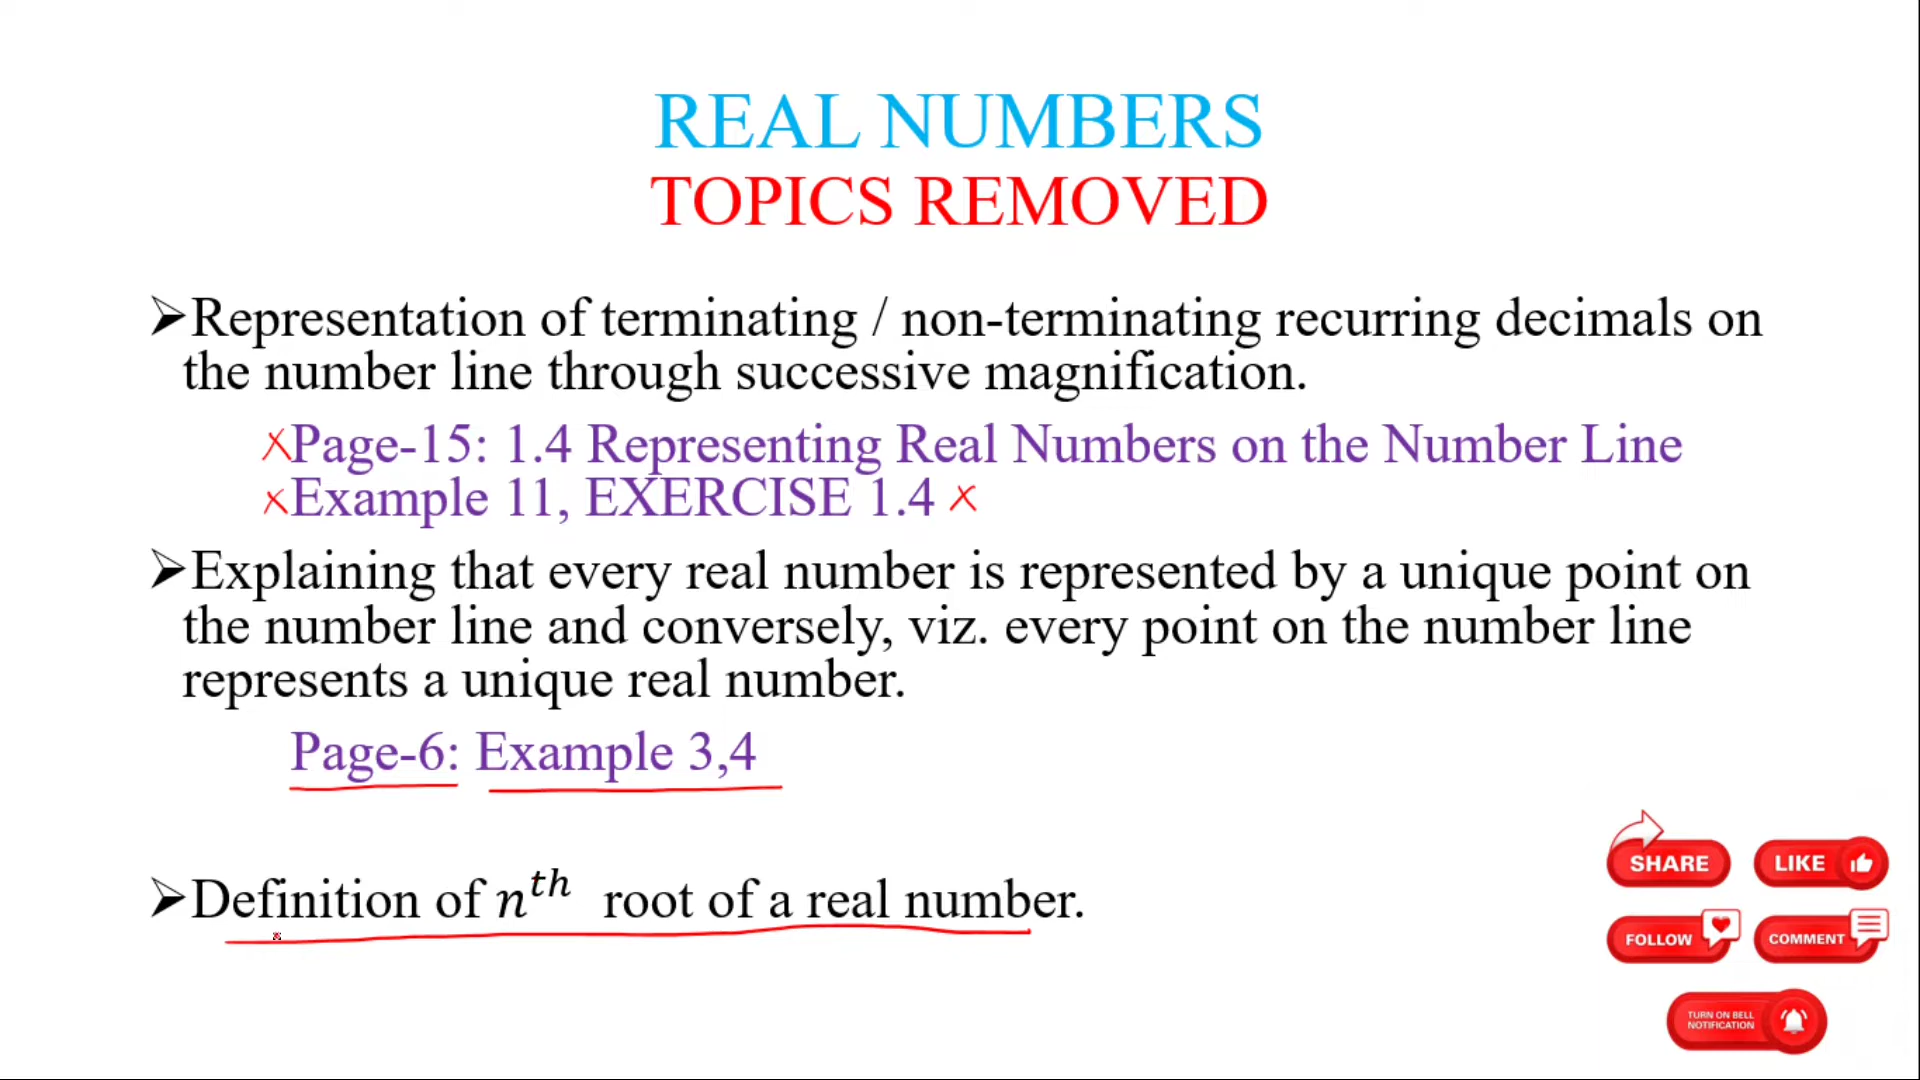 REAL NUMBERS
TOPICS REMOVED
➢Representation of terminating / non-terminating recurring decimals on
the number line through successive magnification.
×Page-15: 1.4 Representing Real Numbers on the Number Line
×Example 11, EXERCISE 1.4 ×
➢Explaining that every real number is represented by a unique point on
the number line and conversely, viz. every point on the number line
represents a unique real number.
Page-6: Example 3,4
➢Definition of nᵗʰ root of a real number.
SHARE
LIKE
FOLLOW
COMMENT
TURN ON BELL
NOTIFICATION